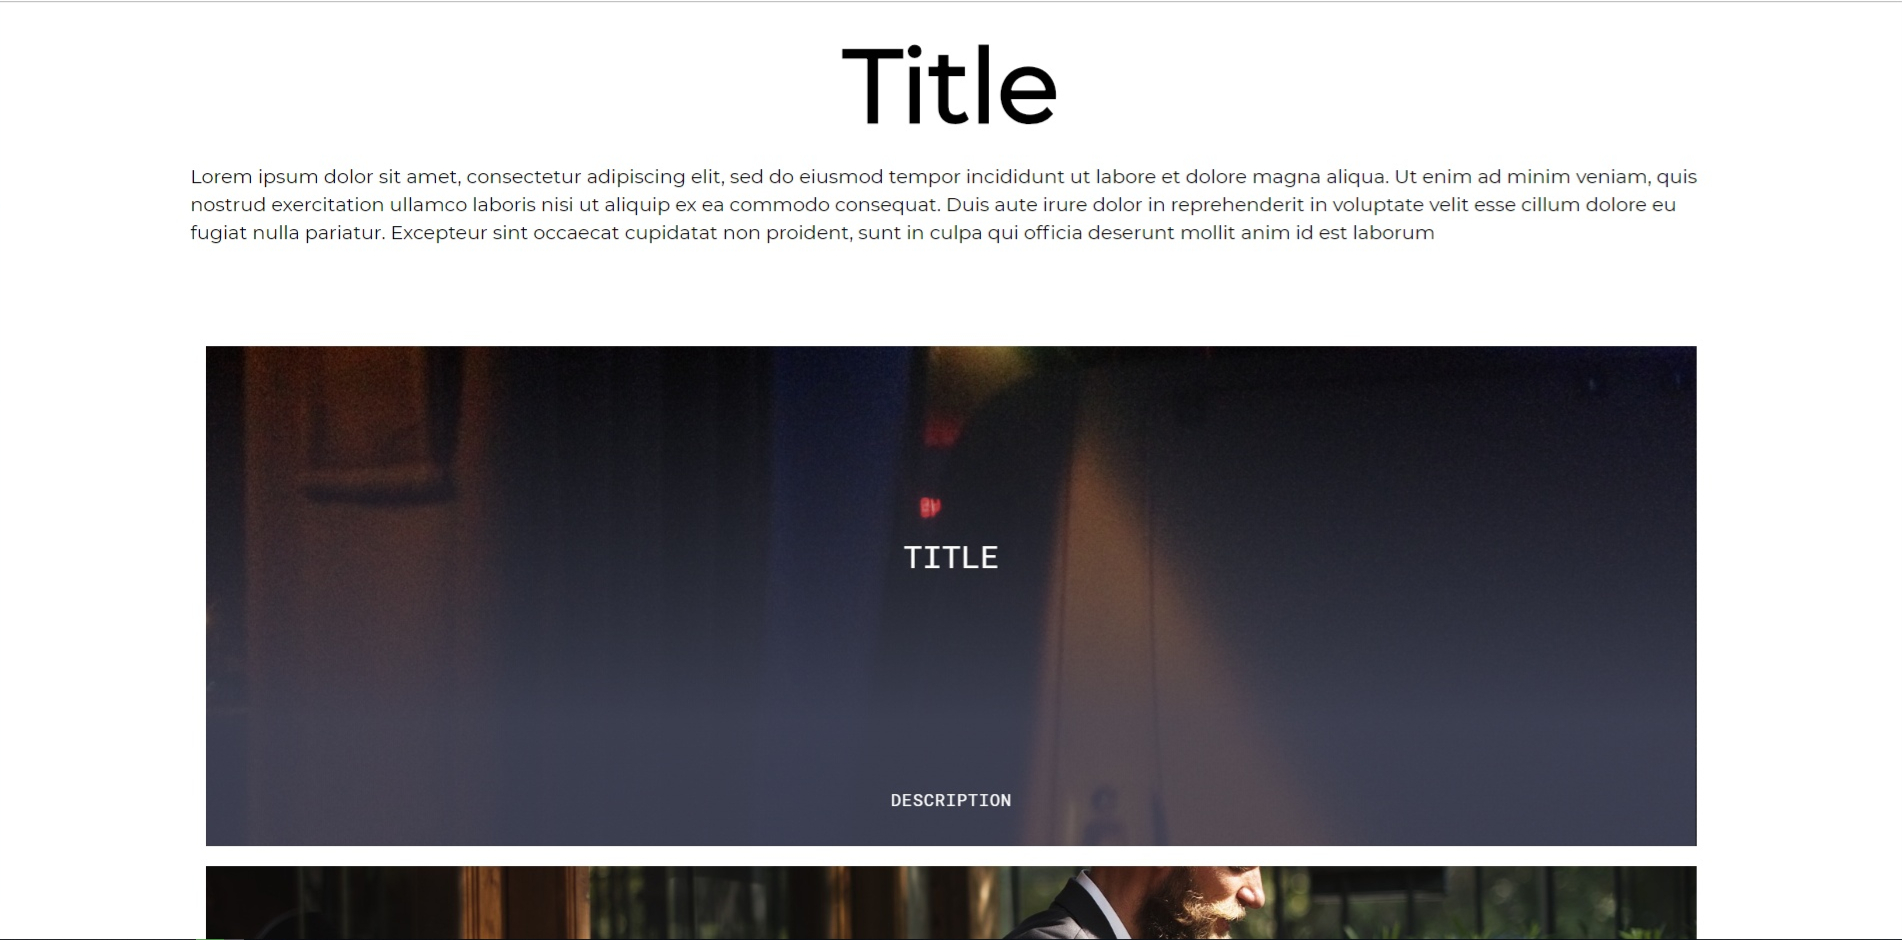 Title
Lorem ipsum dolor sit amet, consectetur adipiscing elit, sed do eiusmod tempor incididunt ut labore et dolore magna aliqua. Ut enim ad minim veniam, quis
nostrud exercitation ullamco laboris nisi ut aliquip ex ea commodo consequat. Duis aute irure dolor in reprehenderit in voluptate velit esse cillum dolore eu
fugiat nulla pariatur. Excepteur sint occaecat cupidatat non proident, sunt in culpa qui officia deserunt mollit anim id est laborum
TITLE
DESCRIPTION